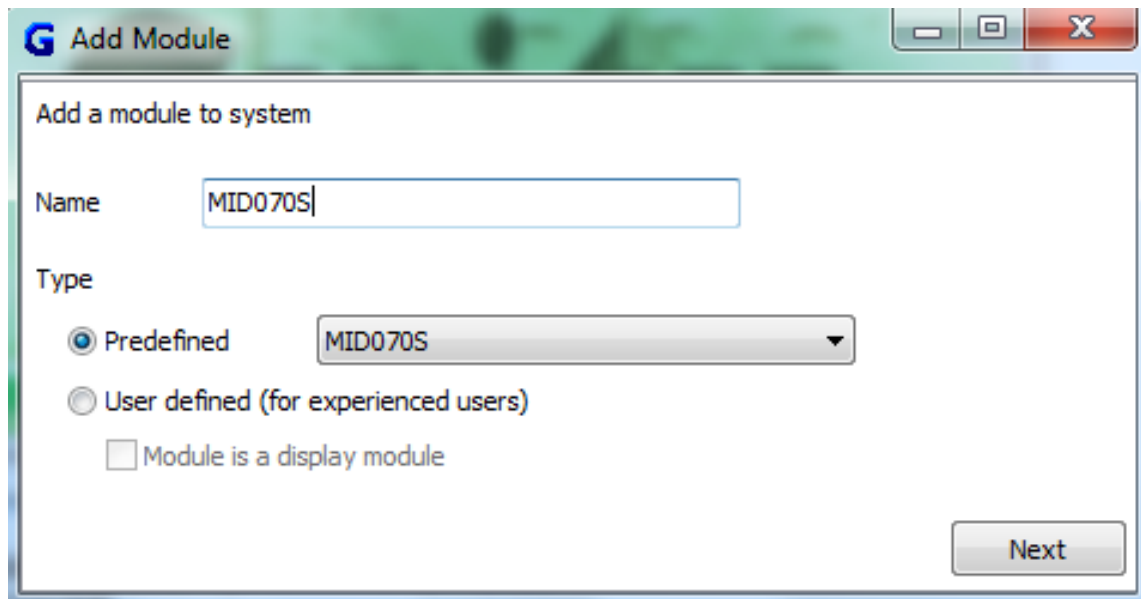 G Add Module
Add a module to system
Name MID070S
Type
Predefined MID070S
User defined (for experienced users)
Module is a display module
Next